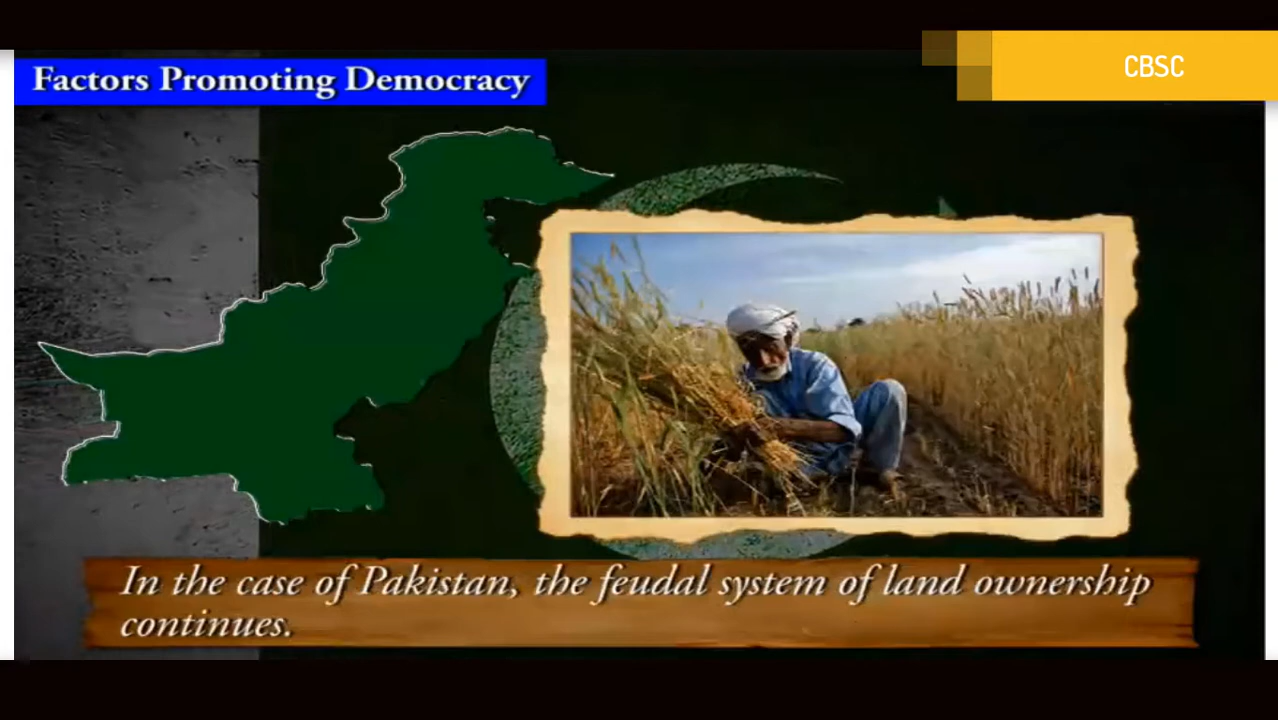 Factors Promoting Democracy
CBSC
In the case of Pakistan, the feudal system of land ownership
continues.